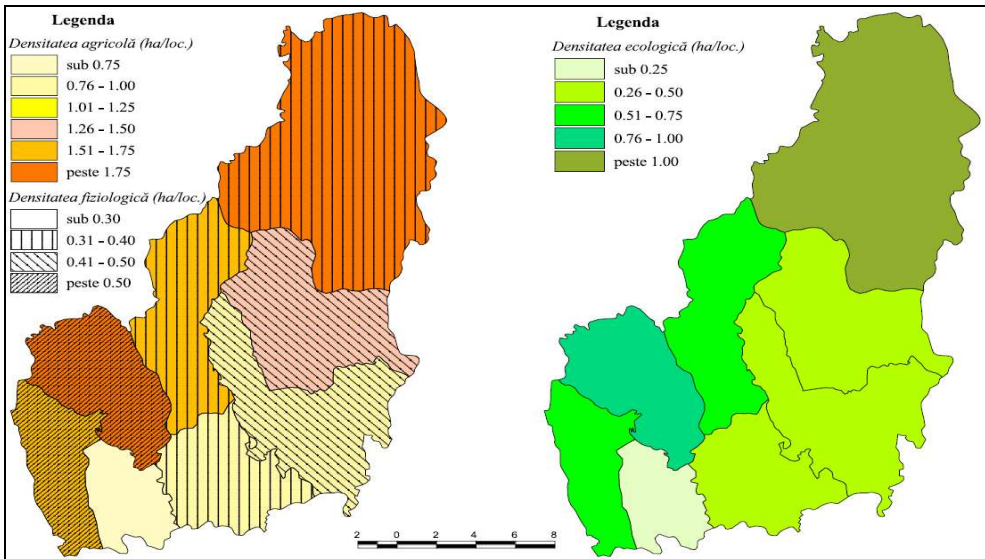 Legenda
Densitatea agricolă (ha/loc.)
sub 0.75
0.76 – 1.00
1.01 – 1.25
1.26 – 1.50
1.51 – 1.75
peste 1.75
Densitatea fiziologică (ha/loc.)
sub 0.30
0.31 – 0.40
0.41 – 0.50
peste 0.50
Legenda
Densitatea ecologică (ha/loc.)
sub 0.25
0.26 – 0.50
0.51 – 0.75
0.76 – 1.00
peste 1.00
2 0 2 4 6 8